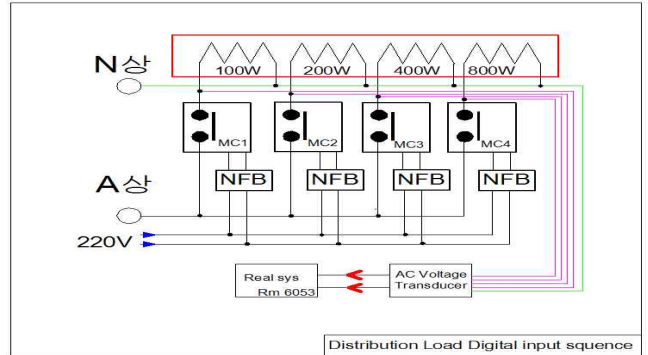 N상
100W 200W 400W 800W
MC1 MC2 MC3 MC4
NFB NFB NFB NFB
A상
220V
Real sys
Rm 6053
AC Voltage
Transducer
Distribution Load Digital input squence